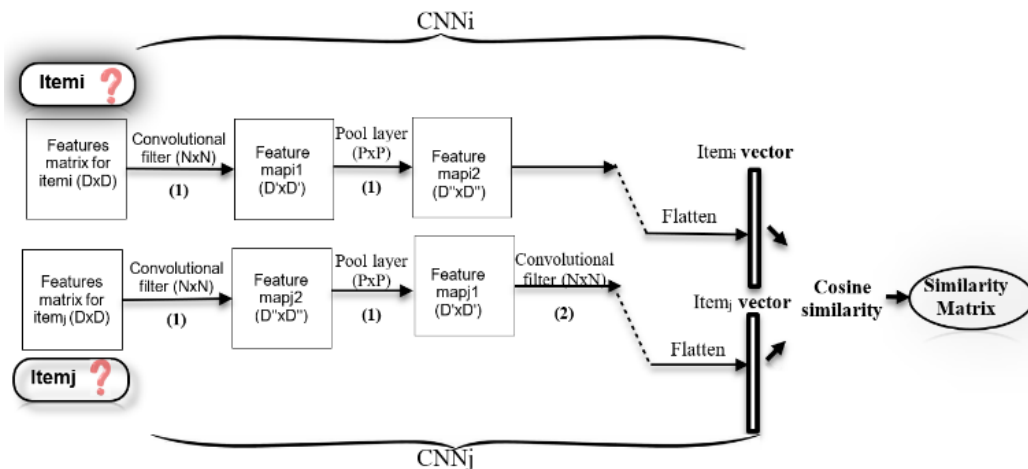 CNNi
Itemi ?
Features
matrix for
itemi (DxD)
Convolutional
filter (NxN)
(1)
Feature
mapi1
(D'xD')
Pool layer
(PxP)
(1)
Feature
mapi2
(D''xD'')
Flatten
Itemi vector
Features
matrix for
itemj (DxD)
Convolutional
filter (NxN)
(1)
Feature
mapj2
(D''xD'')
Pool layer
(PxP)
(1)
Feature
mapj1
(D'xD')
Convolutional
filter (NxN)
(2)
Flatten
Itemj vector
Cosine
similarity
Similarity
Matrix
Itemj ?
CNNj